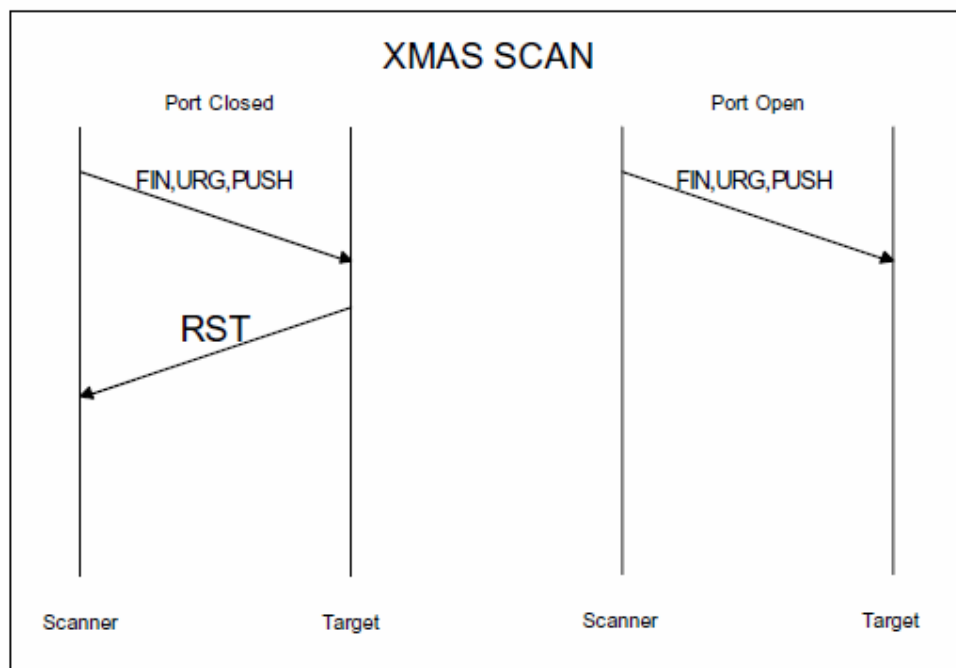 XMAS SCAN
Port Closed
Port Open
FIN,URG,PUSH
FIN,URG,PUSH
RST
Scanner
Target
Scanner
Target